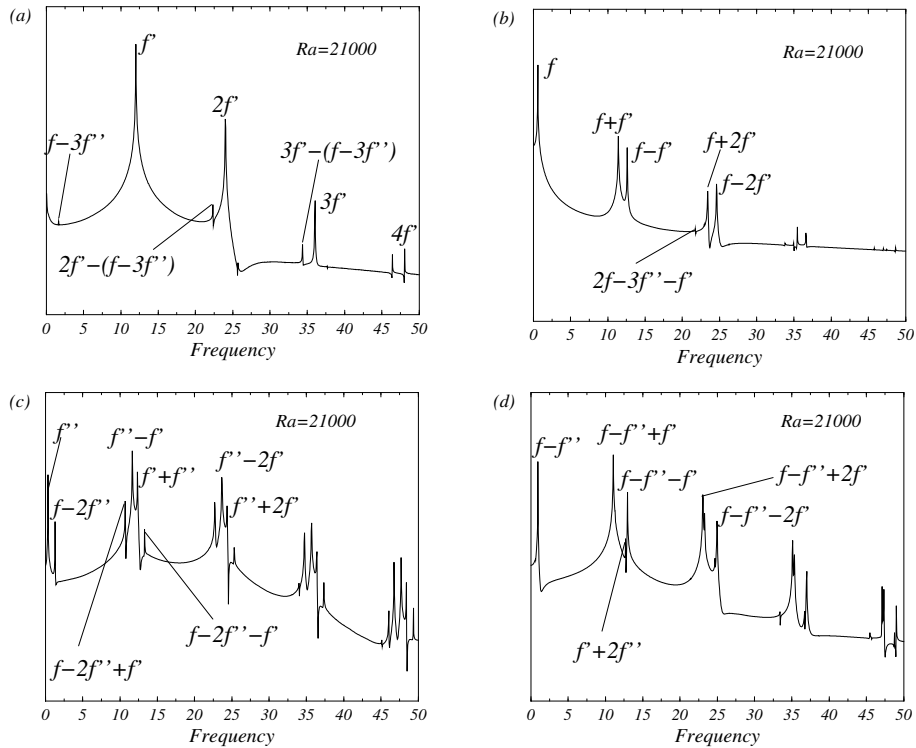 (a)
Ra=21000
f'
2f'
f-3f''
3f'-(f-3f'')
3f'
4f'
2f'-(f-3f'')
0 5 10 15 20 25 30 35 40 45 50
Frequency
(b)
Ra=21000
f
f+f'
f-f'
f+2f'
f-2f'
2f-3f''-f'
0 5 10 15 20 25 30 35 40 45 50
Frequency
(c)
Ra=21000
f''
f''-f'
f'+f''
f''-2f'
f-2f''
f''+2f'
f-2f''-f'
f-2f''+f'
0 5 10 15 20 25 30 35 40 45 50
Frequency
(d)
Ra=21000
f-f''
f-f''+f'
f-f''-f'
f-f''+2f'
f-f''-2f'
f'+2f''
0 5 10 15 20 25 30 35 40 45 50
Frequency